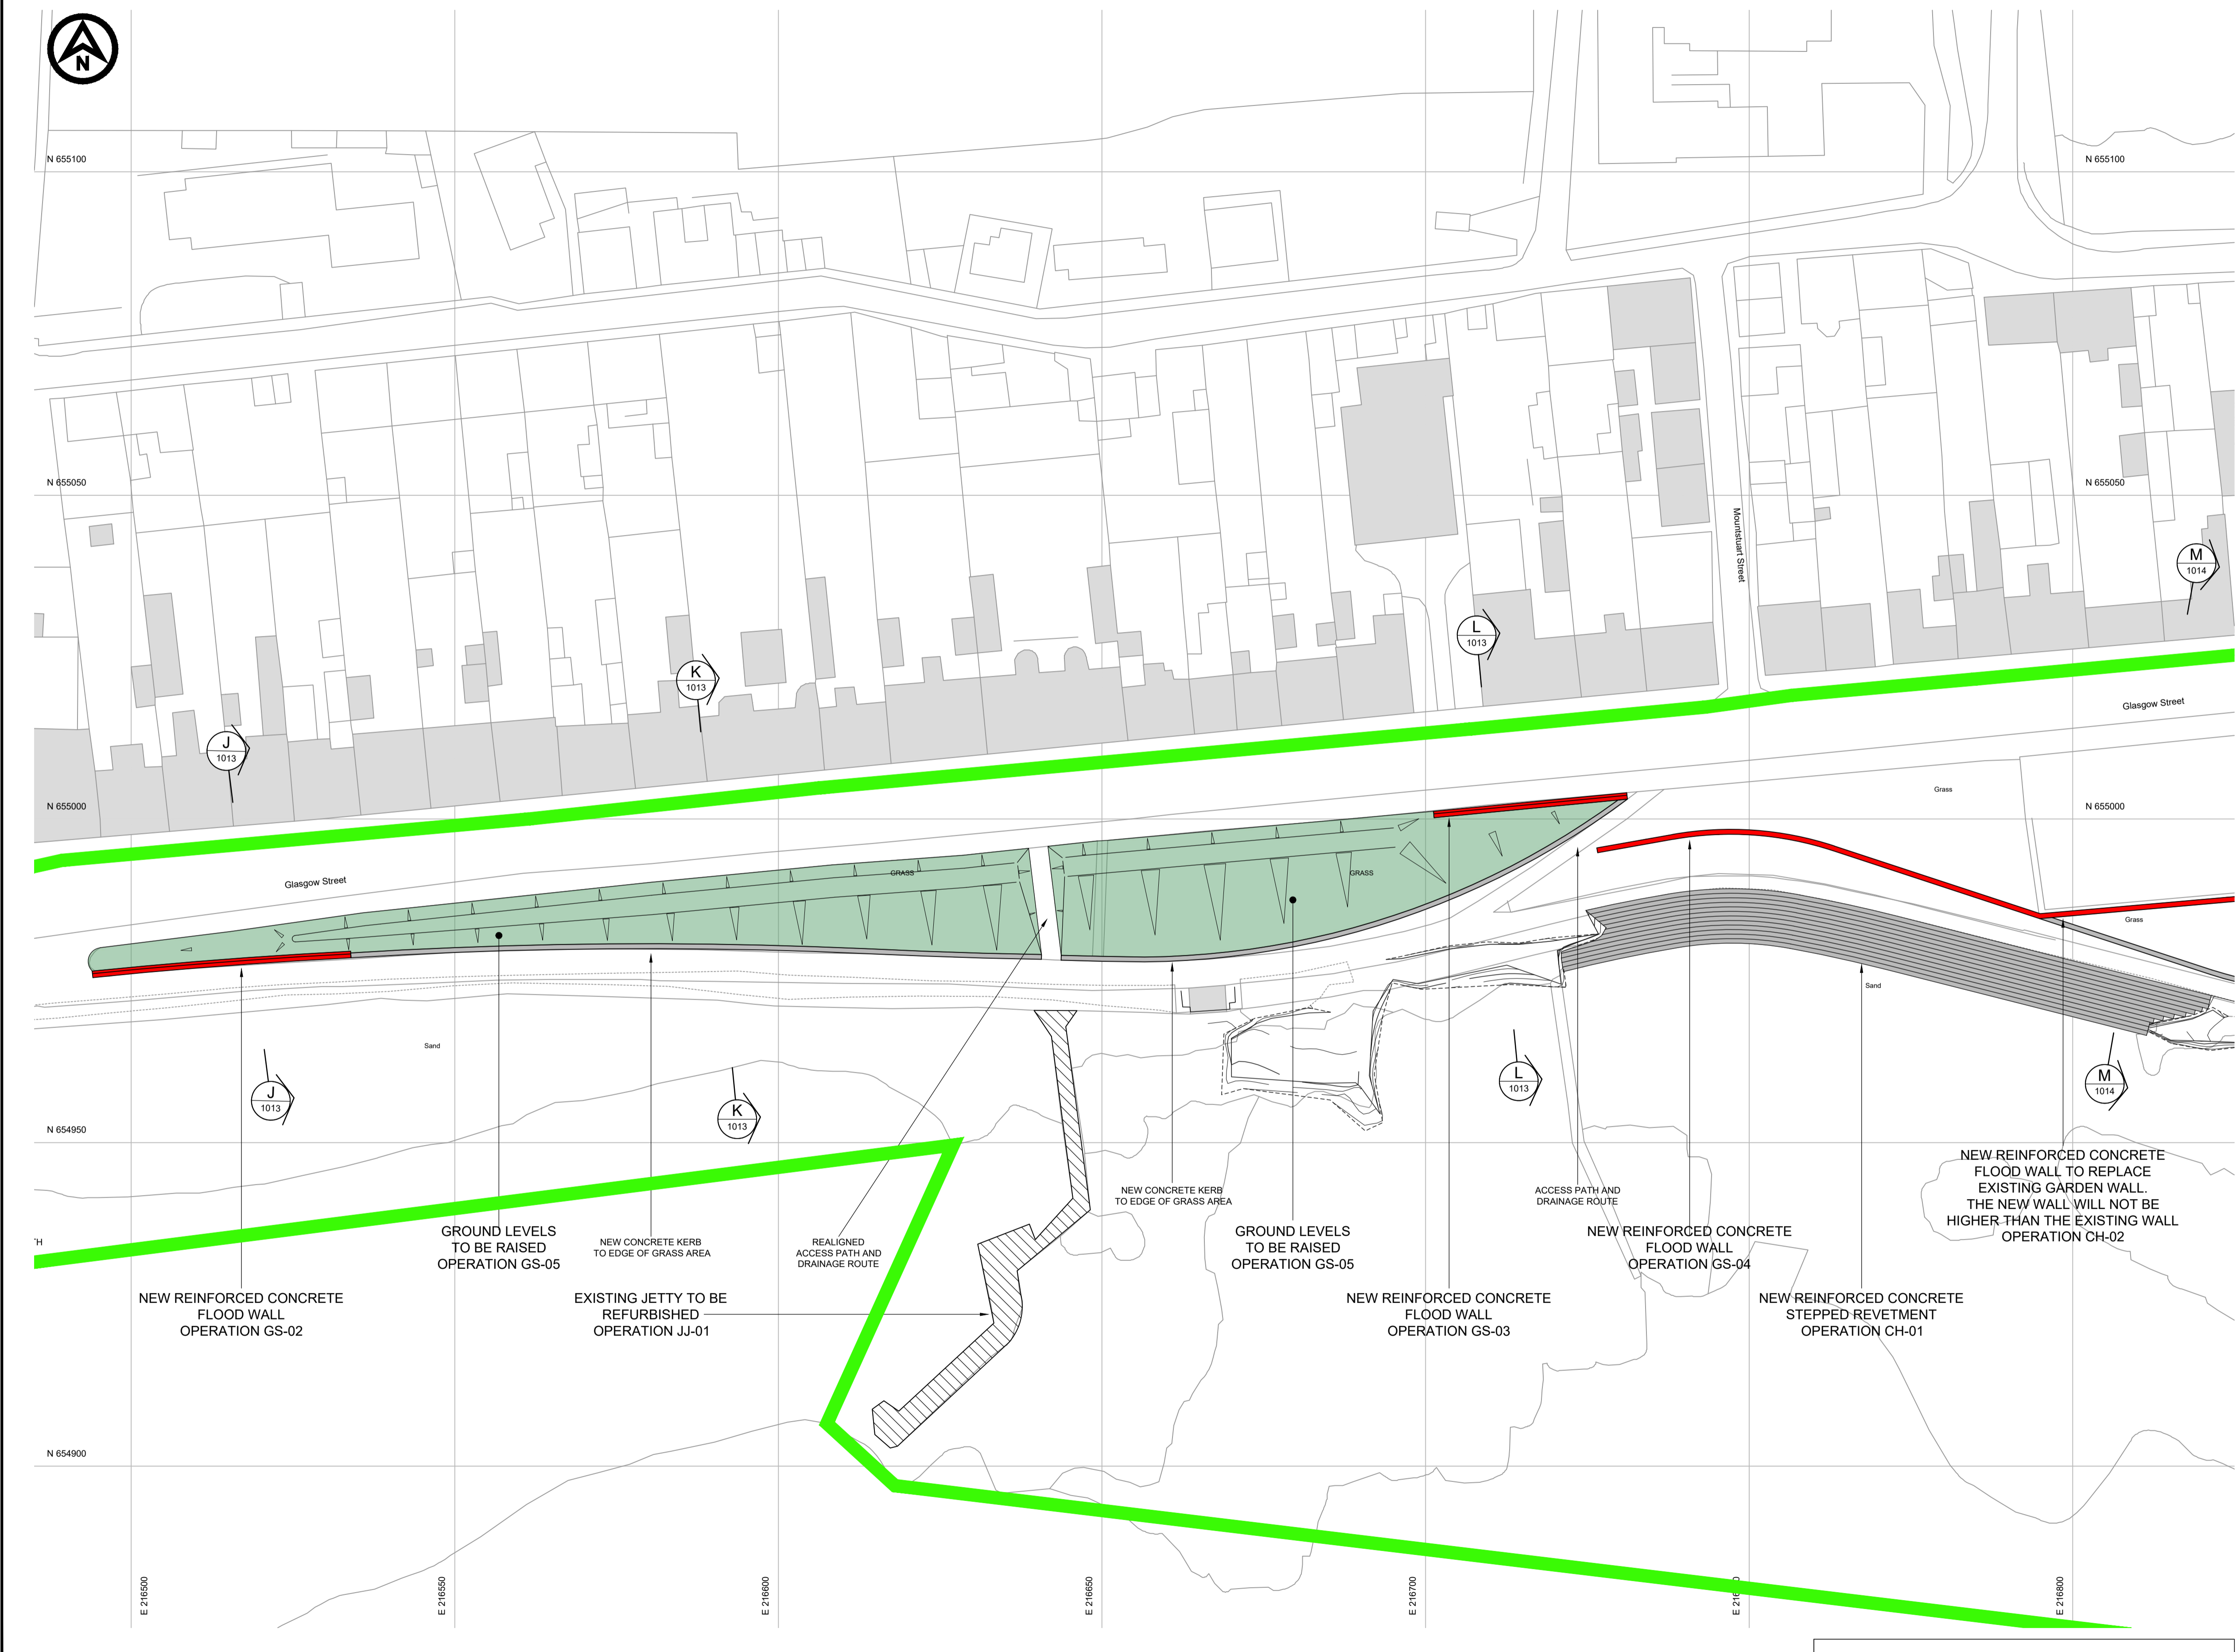 N
N 655100
N 655100
N 655050
N 655050
Mountstuart Street
M
1014
L
1013
K
1013
J
1013
Glasgow Street
N 655000
N 655000
Grass
GRASS
GRASS
Glasgow Street
Grass
Sand
Sand
J
1013
K
1013
L
1013
M
1014
N 654950
NEW REINFORCED CONCRETE
FLOOD WALL TO REPLACE
EXISTING GARDEN WALL.
THE NEW WALL WILL NOT BE
HIGHER THAN THE EXISTING WALL
OPERATION CH-02
NEW CONCRETE KERB
TO EDGE OF GRASS AREA
ACCESS PATH AND
DRAINAGE ROUTE
TH
GROUND LEVELS
TO BE RAISED
OPERATION GS-05
NEW CONCRETE KERB
TO EDGE OF GRASS AREA
REALIGNED
ACCESS PATH AND
DRAINAGE ROUTE
GROUND LEVELS
TO BE RAISED
OPERATION GS-05
NEW REINFORCED CONCRETE
FLOOD WALL
OPERATION GS-04
NEW REINFORCED CONCRETE
FLOOD WALL
OPERATION GS-02
EXISTING JETTY TO BE
REFURBISHED
OPERATION JJ-01
NEW REINFORCED CONCRETE
FLOOD WALL
OPERATION GS-03
NEW REINFORCED CONCRETE
STEPPED REVETMENT
OPERATION CH-01
N 654900
E 216500
E 216550
E 216600
E 216650
E 216700
E 216750
E 216800